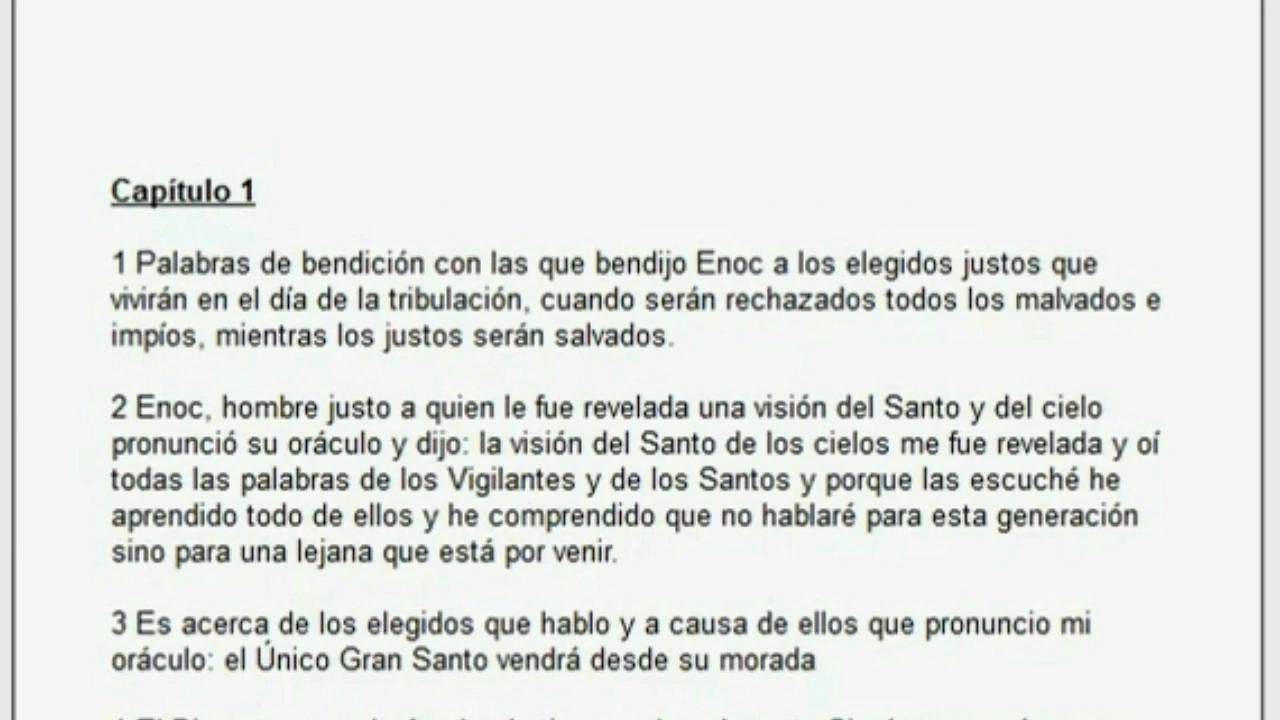 Capítulo 1
1 Palabras de bendición con las que bendijo Enoc a los elegidos justos que
vivirán en el día de la tribulación, cuando serán rechazados todos los malvados e
impíos, mientras los justos serán salvados.
2 Enoc, hombre justo a quien le fue revelada una visión del Santo y del cielo
pronunció su oráculo y dijo: la visión del Santo de los cielos me fue revelada y oí
todas las palabras de los Vigilantes y de los Santos y porque las escuché he
aprendido todo de ellos y he comprendido que no hablaré para esta generación
sino para una lejana que está por venir.
3 Es acerca de los elegidos que hablo y a causa de ellos que pronuncio mi
oráculo: el Único Gran Santo vendrá desde su morada